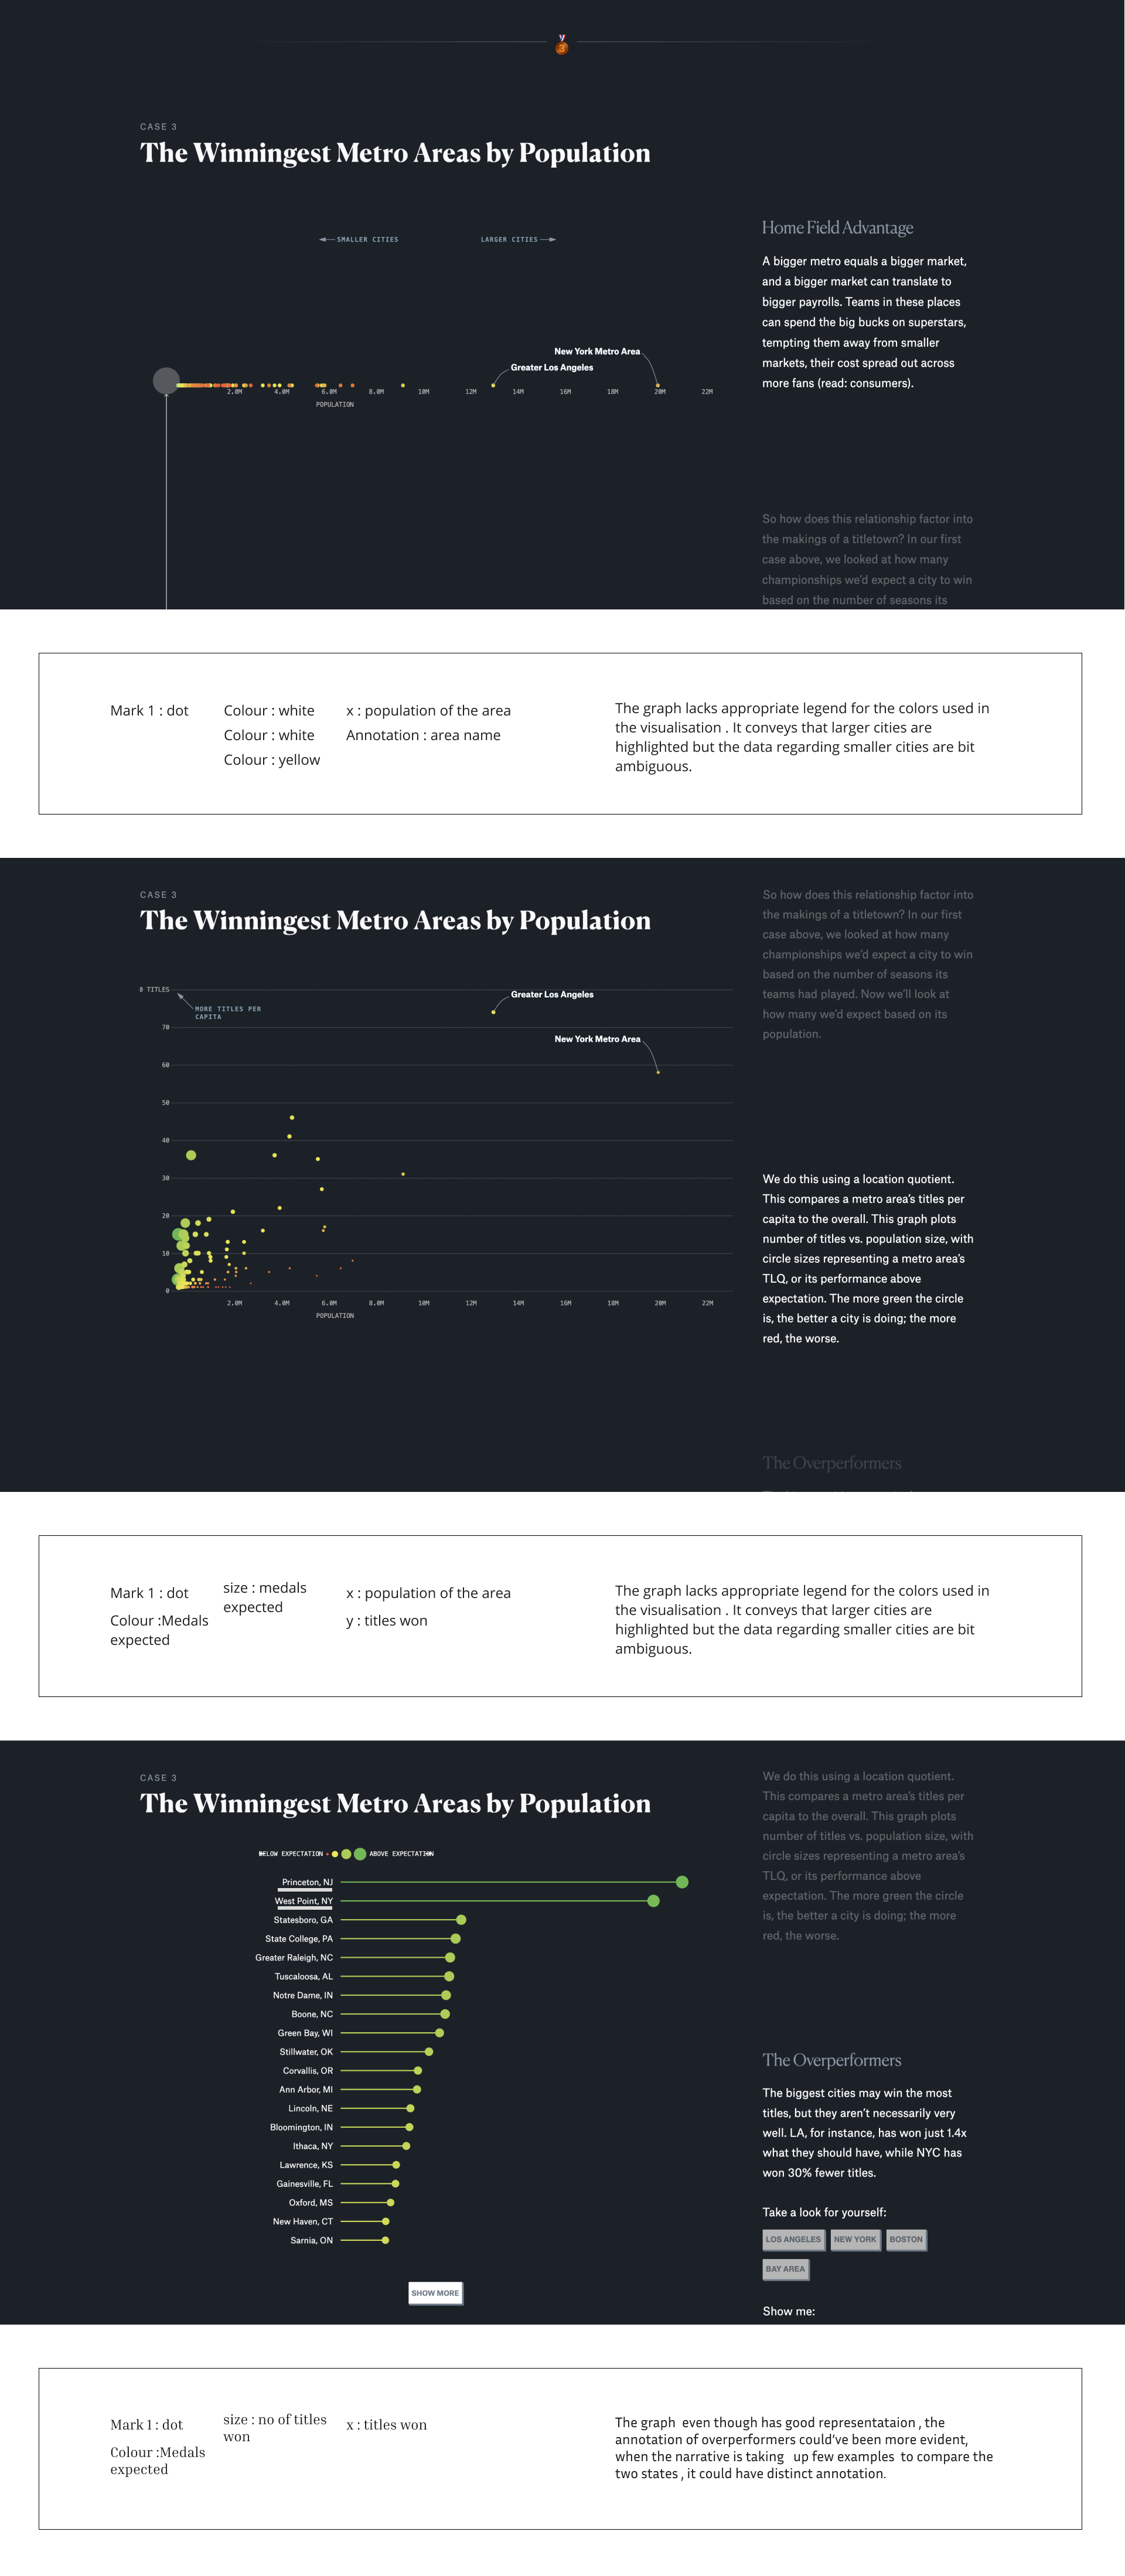 3
CASE 3
The Winningest Metro Areas by Population
SMALLER CITIES
LARGER CITIES
Home Field Advantage
A bigger metro equals a bigger market,
and a bigger market can translate to
bigger payrolls. Teams in these places
can spend the big bucks on superstars,
tempting them away from smaller
markets, their cost spread out across
more fans (read: consumers).
New York Metro Area
Greater Los Angeles
2.0M 4.0M 6.0M 8.0M 10M 12M 14M 16M 18M 20M 22M
POPULATION
So how does this relationship factor into
the makings of a titletown? In our first
case above, we looked at how many
championships we'd expect a city to win
based on the number of seasons its
Mark 1 : dot
Colour : white
Colour : white
Colour : yellow
x : population of the area
Annotation : area name
The graph lacks appropriate legend for the colors used in
the visualisation . It conveys that larger cities are
highlighted but the data regarding smaller cities are bit
ambiguous.
CASE 3
The Winningest Metro Areas by Population
So how does this relationship factor into
the makings of a titletown? In our first
case above, we looked at how many
championships we'd expect a city to win
based on the number of seasons its
teams had played. Now we'll look at
how many we'd expect based on its
population.
0 TITLES
MORE TITLES PER
CAPITA
Greater Los Angeles
New York Metro Area
70
60
50
40
30
20
10
0
2.0M 4.0M 6.0M 8.0M 10M 12M 14M 16M 18M 20M 22M
POPULATION
We do this using a location quotient.
This compares a metro area's titles per
capita to the overall. This graph plots
number of titles vs. population size, with
circle sizes representing a metro area's
TLQ, or its performance above
expectation. The more green the circle
is, the better a city is doing; the more
red, the worse.
The Overperformers
Mark 1 : dot
Colour :Medals
expected
size : medals
expected
x : population of the area
y : titles won
The graph lacks appropriate legend for the colors used in
the visualisation . It conveys that larger cities are
highlighted but the data regarding smaller cities are bit
ambiguous.
CASE 3
The Winningest Metro Areas by Population
We do this using a location quotient.
This compares a metro area's titles per
capita to the overall. This graph plots
number of titles vs. population size, with
circle sizes representing a metro area's
TLQ, or its performance above
expectation. The more green the circle
is, the better a city is doing; the more
red, the worse.
BELOW EXPECTATION
ABOVE EXPECTATION
Princeton, NJ
West Point, NY
Statesboro, GA
State College, PA
Greater Raleigh, NC
Tuscaloosa, AL
Notre Dame, IN
Boone, NC
Green Bay, WI
Stillwater, OK
Corvallis, OR
Ann Arbor, MI
Lincoln, NE
Bloomington, IN
Ithaca, NY
Lawrence, KS
Gainesville, FL
Oxford, MS
New Haven, CT
Sarnia, ON
SHOW MORE
The Overperformers
The biggest cities may win the most
titles, but they aren't necessarily very
well. LA, for instance, has won just 1.4x
what they should have, while NYC has
won 30% fewer titles.
Take a look for yourself:
LOS ANGELES
NEW YORK
BOSTON
BAY AREA
Show me:
Mark 1 : dot
Colour :Medals
expected
size : no of titles
won
x : titles won
The graph even though has good representataion , the
annotation of overperformers could've been more evident,
when the narrative is taking up few examples to compare the
two states , it could have distinct annotation.